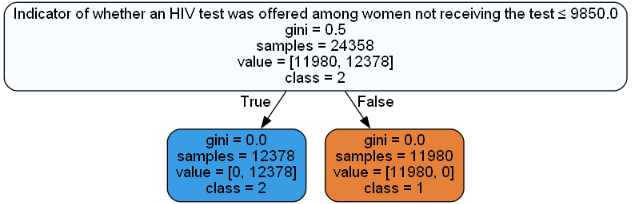 Indicator of whether an HIV test was offered among women not receiving the test ≤ 9850.0
gini = 0.5
samples = 24358
value = [11980, 12378]
class = 2
True
False
gini = 0.0
samples = 12378
value = [0, 12378]
class = 2
gini = 0.0
samples = 11980
value = [11980, 0]
class = 1